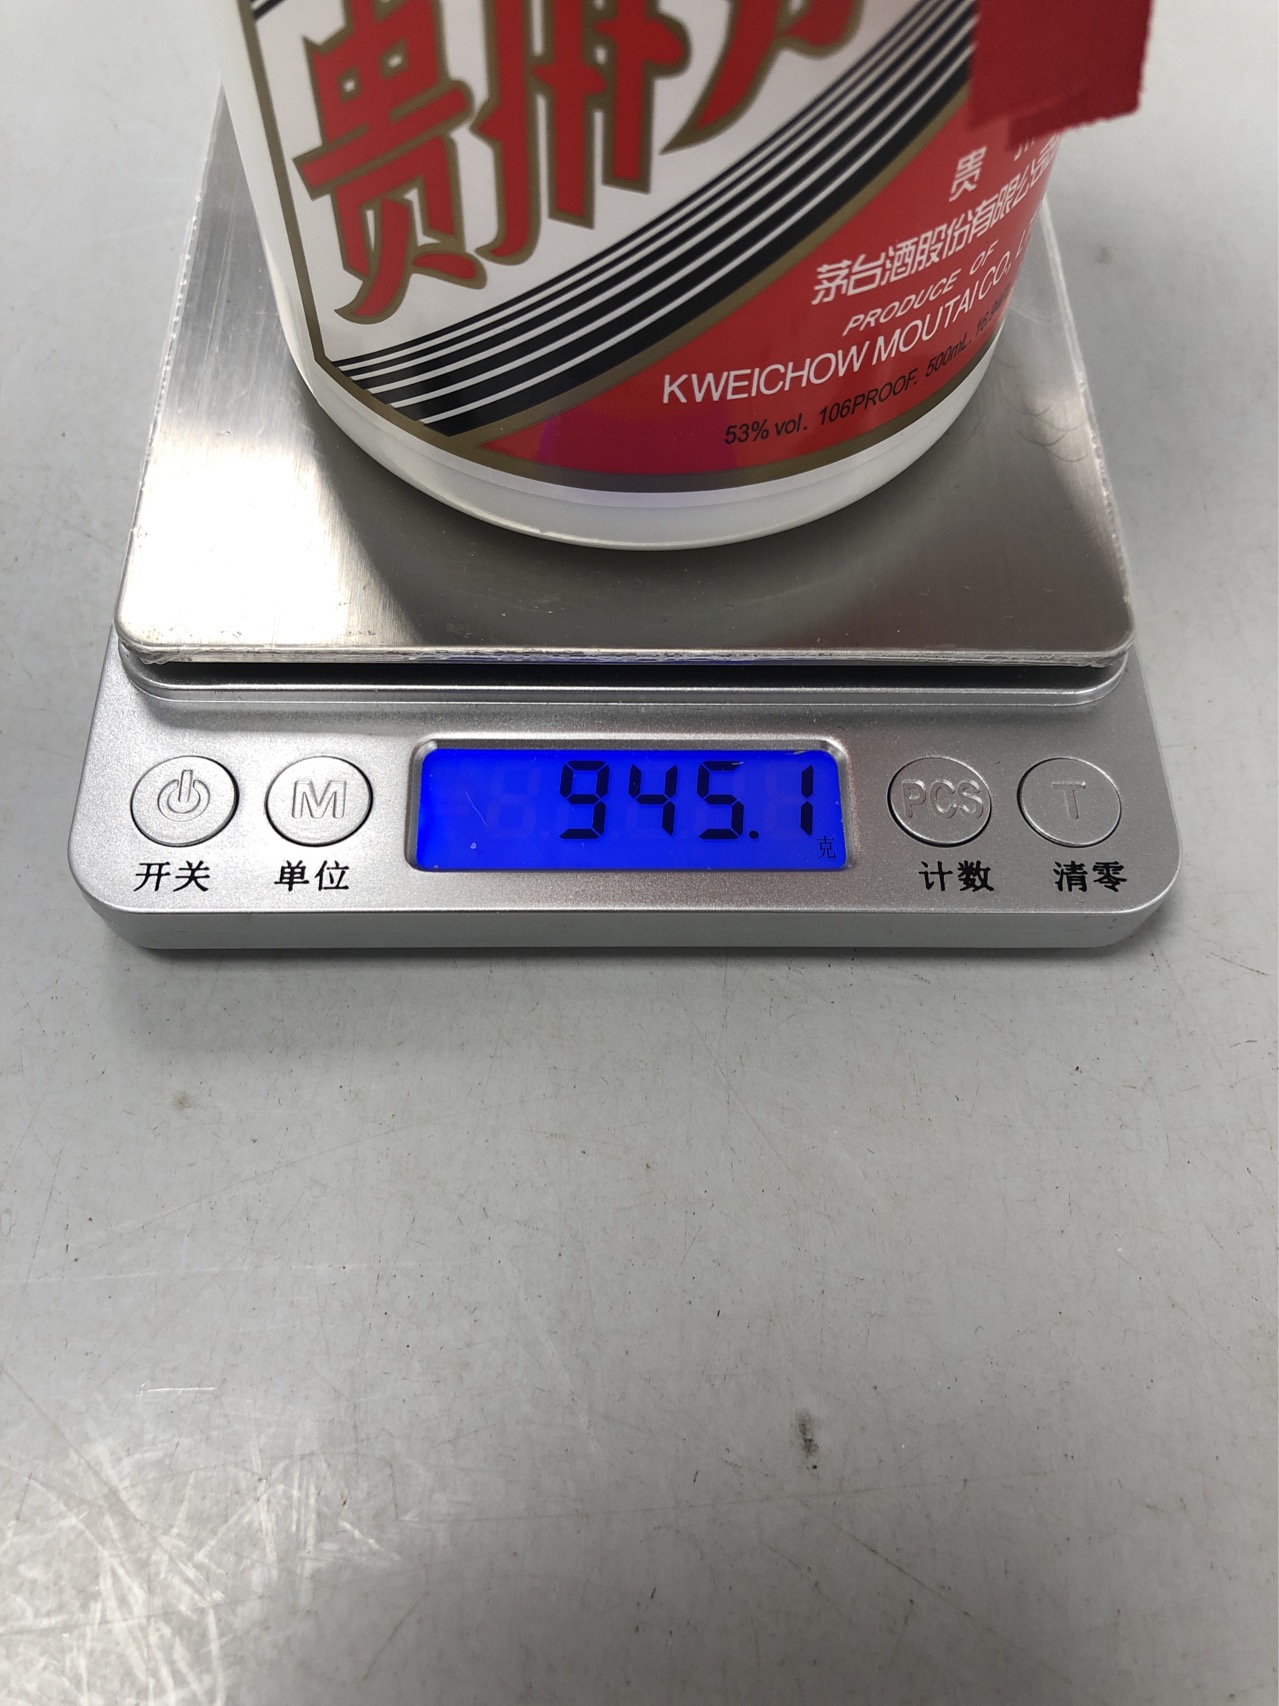 贵州茅
贵州
茅台酒股份有限公司
PRODUCE OF
KWEICHOW MOUTAI CO., L
53% vol. 106PROOF. 500mL.
945.1
克
M
PCS
T
开关
单位
计数
清零